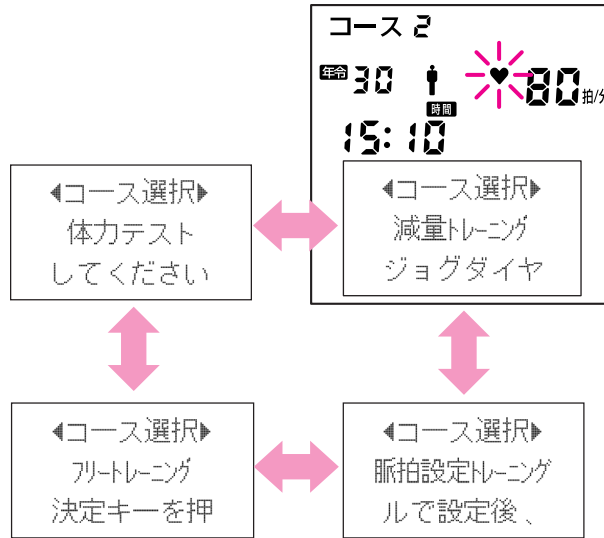 コース 2
年令 30 80 拍/分
時間
15:10
◀コース選択▶
体力テスト
してください
◀コース選択▶
減量トレーニング
ジョグダイヤ
◀コース選択▶
フリートレーニング
決定キーを押
◀コース選択▶
脈拍設定トレーニング
ルで設定後、